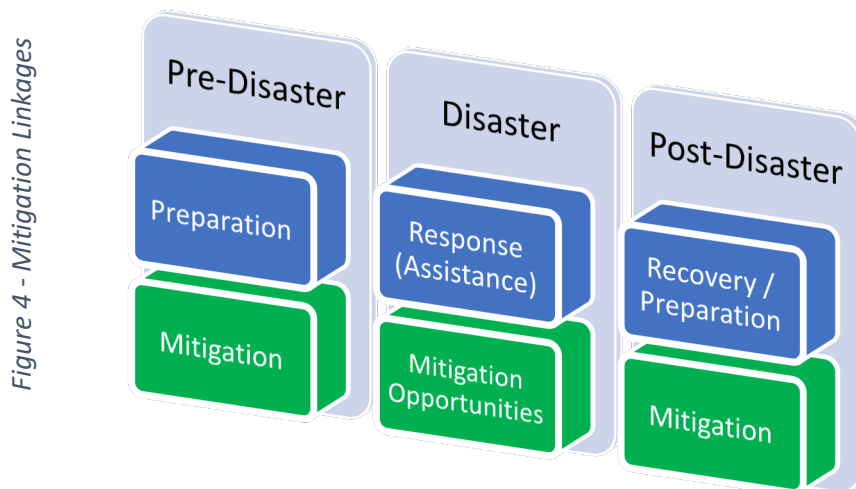 Figure 4 - Mitigation Linkages
Pre-Disaster
Preparation
Mitigation
Disaster
Response
(Assistance)
Mitigation
Opportunities
Post-Disaster
Recovery /
Preparation
Mitigation